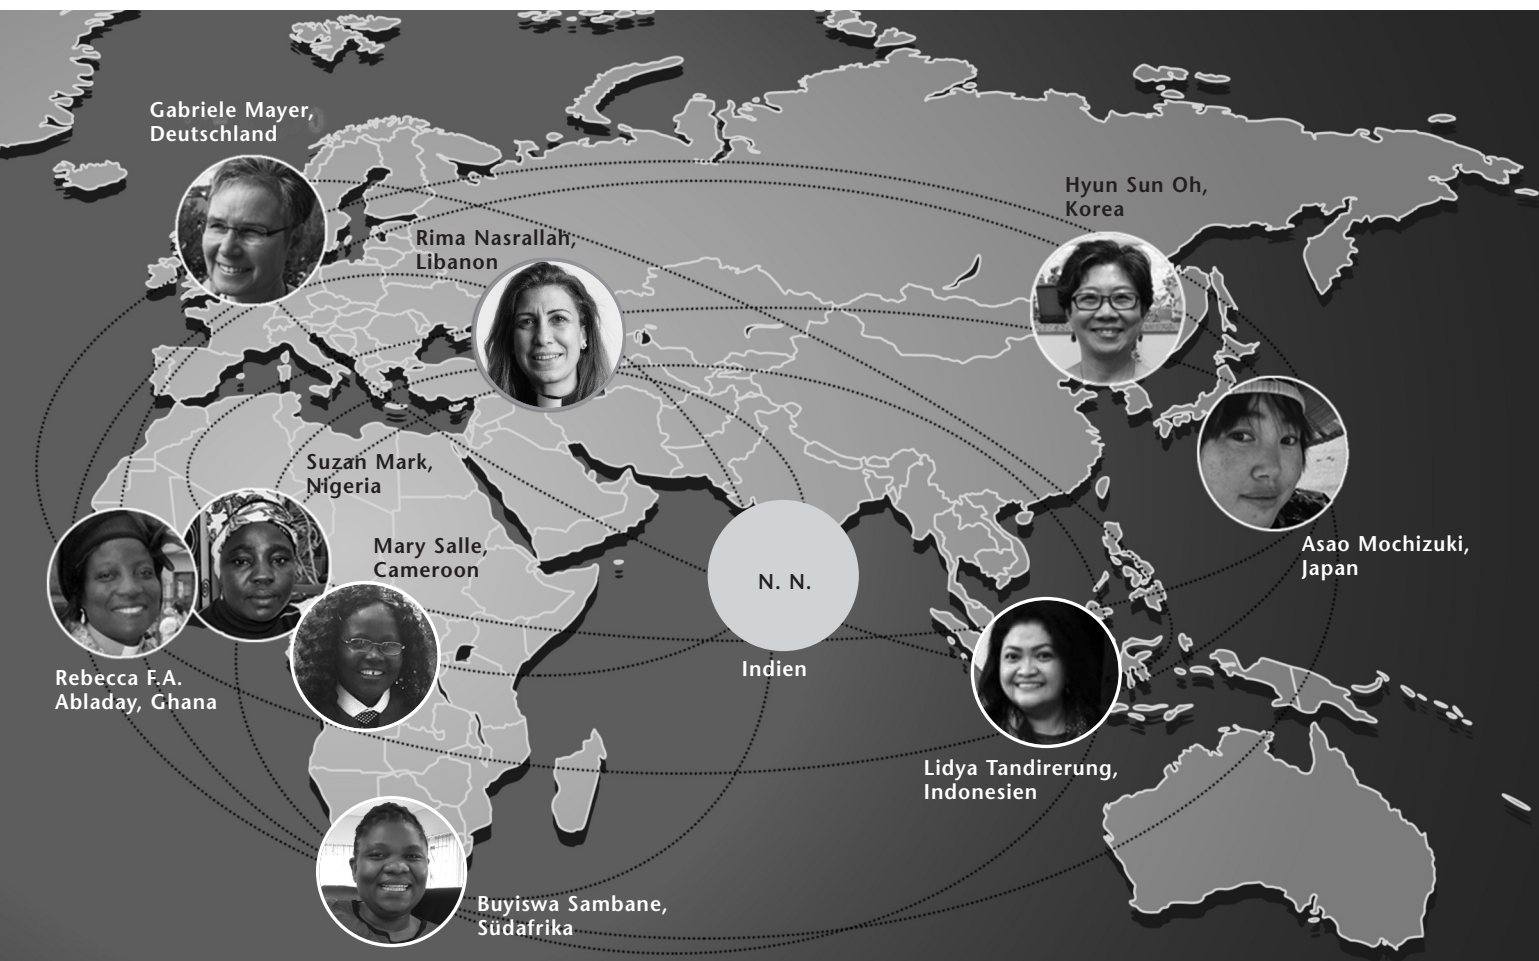 Gabriele Mayer,
Deutschland
Hyun Sun Oh,
Korea
Rima Nasrallah,
Libanon
Suzan Mark,
Nigeria
Mary Salle,
Cameroon
Asao Mochizuki,
Japan
N. N.
Indien
Rebecca F.A.
Abladay, Ghana
Lidya Tandirerung,
Indonesien
Buyiswa Sambane,
Südafrika